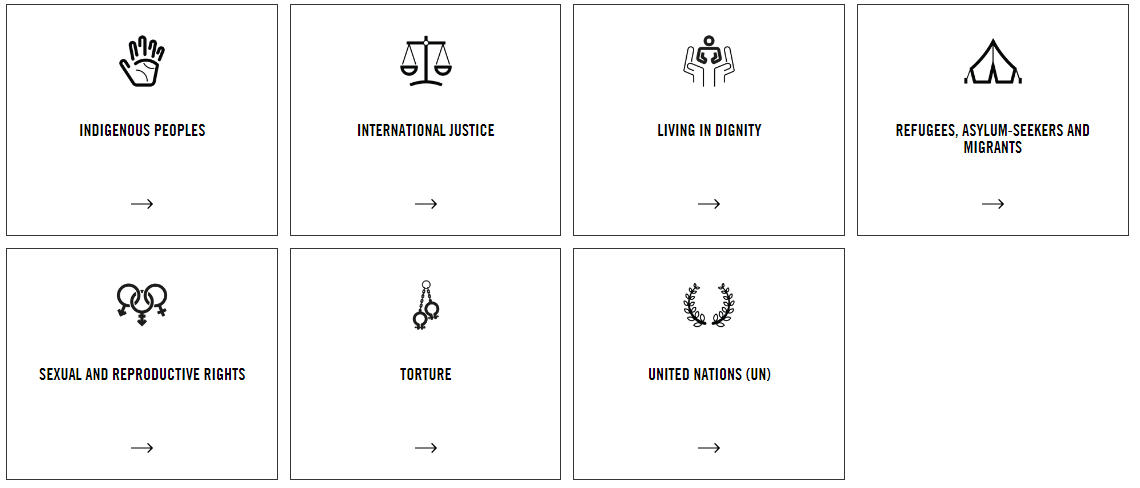 INDIGENOUS PEOPLES
INTERNATIONAL JUSTICE
LIVING IN DIGNITY
REFUGEES, ASYLUM-SEEKERS AND
MIGRANTS
SEXUAL AND REPRODUCTIVE RIGHTS
TORTURE
UNITED NATIONS (UN)